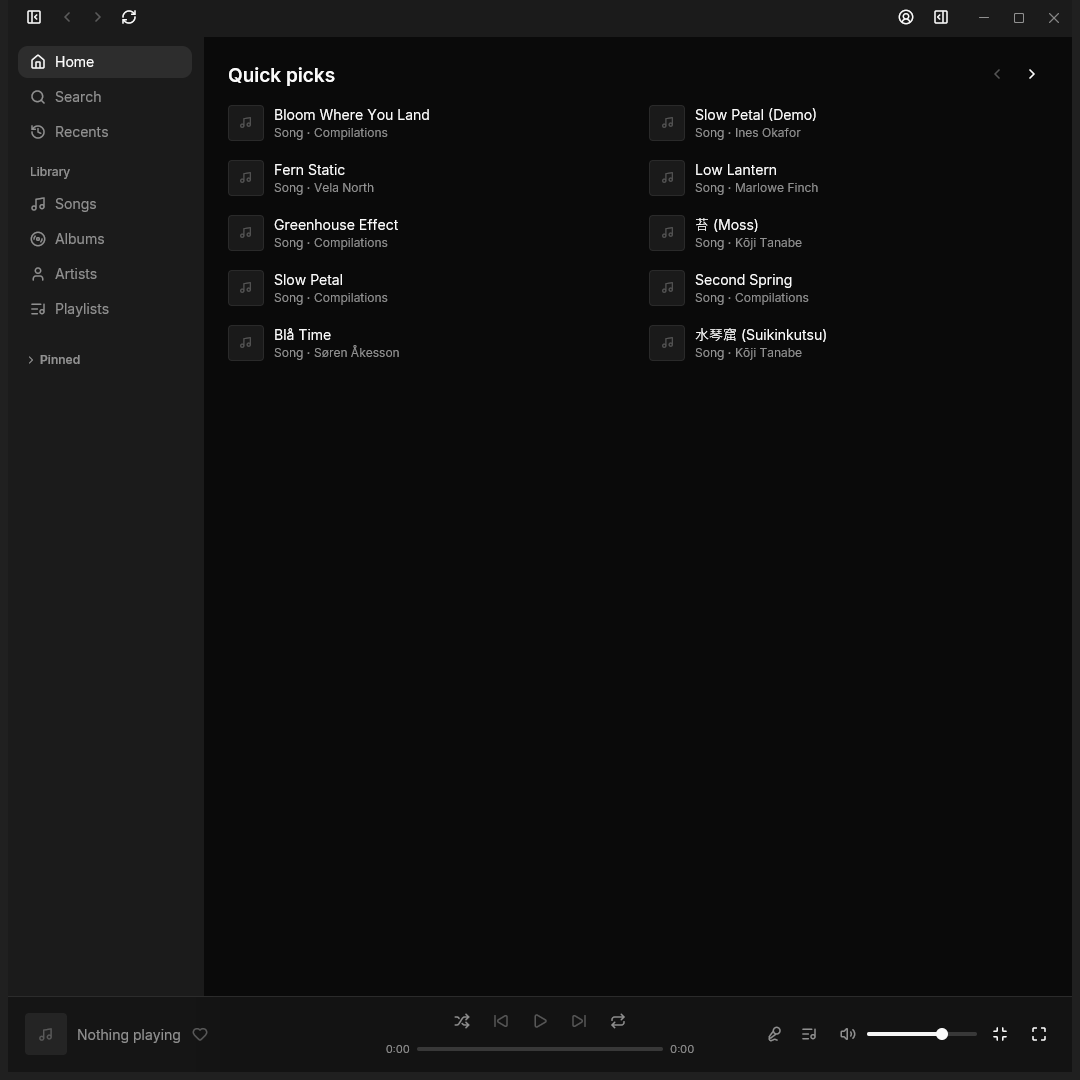 Home
Search
Recents
Library
Songs
Albums
Artists
Playlists
Pinned
Quick picks
Bloom Where You Land
Song · Compilations
Fern Static
Song · Vela North
Greenhouse Effect
Song · Compilations
Slow Petal
Song · Compilations
Blå Time
Song · Søren Åkesson
Slow Petal (Demo)
Song · Ines Okafor
Low Lantern
Song · Marlowe Finch
苔 (Moss)
Song · Kōji Tanabe
Second Spring
Song · Compilations
水琴窟 (Suikinkutsu)
Song · Kōji Tanabe
Nothing playing
0:00
0:00